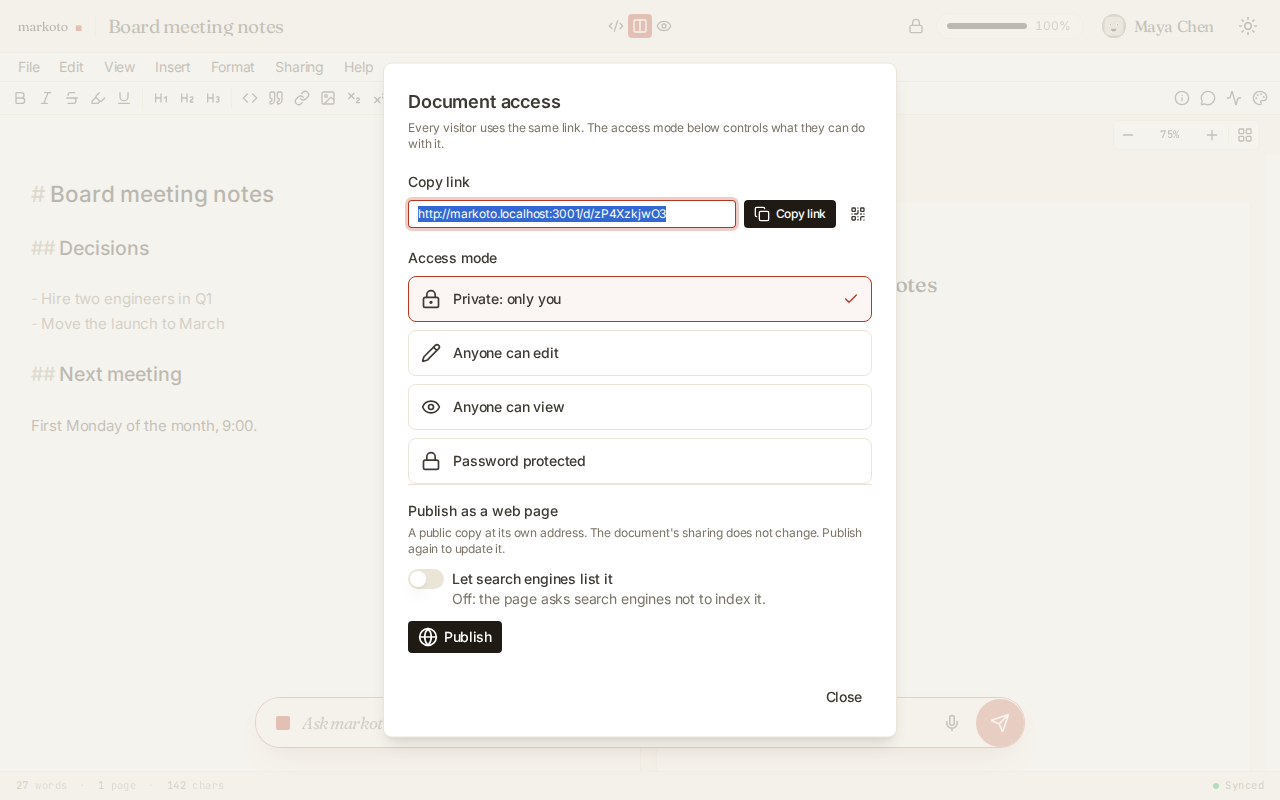 markoto
Board meeting notes
100%
Maya Chen
File Edit View Insert Format Sharing Help
H1 H2 H3
75%
# Board meeting notes
## Decisions
- Hire two engineers in Q1
- Move the launch to March
## Next meeting
First Monday of the month, 9:00.
otes
Document access
Every visitor uses the same link. The access mode below controls what they can do
with it.
Copy link
http://markoto.localhost:3001/d/zP4XzkjwO3
Copy link
Access mode
Private: only you
Anyone can edit
Anyone can view
Password protected
Publish as a web page
A public copy at its own address. The document's sharing does not change. Publish
again to update it.
Let search engines list it
Off: the page asks search engines not to index it.
Publish
Close
Ask markot
27 words · 1 page · 142 chars
Synced